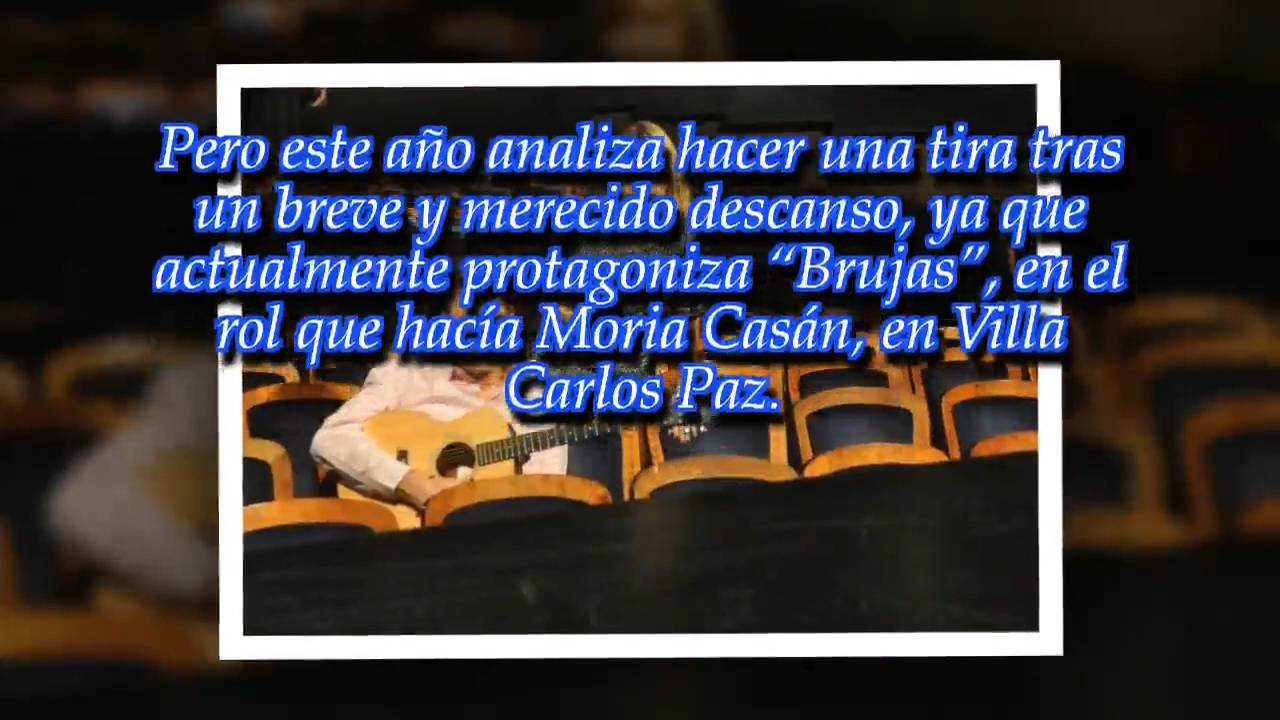 Pero este año analiza hacer una tira tras
un breve y merecido descanso, ya que
actualmente protagoniza “Brujas”, en el
rol que hacía Moria Casán, en Villa
Carlos Paz.